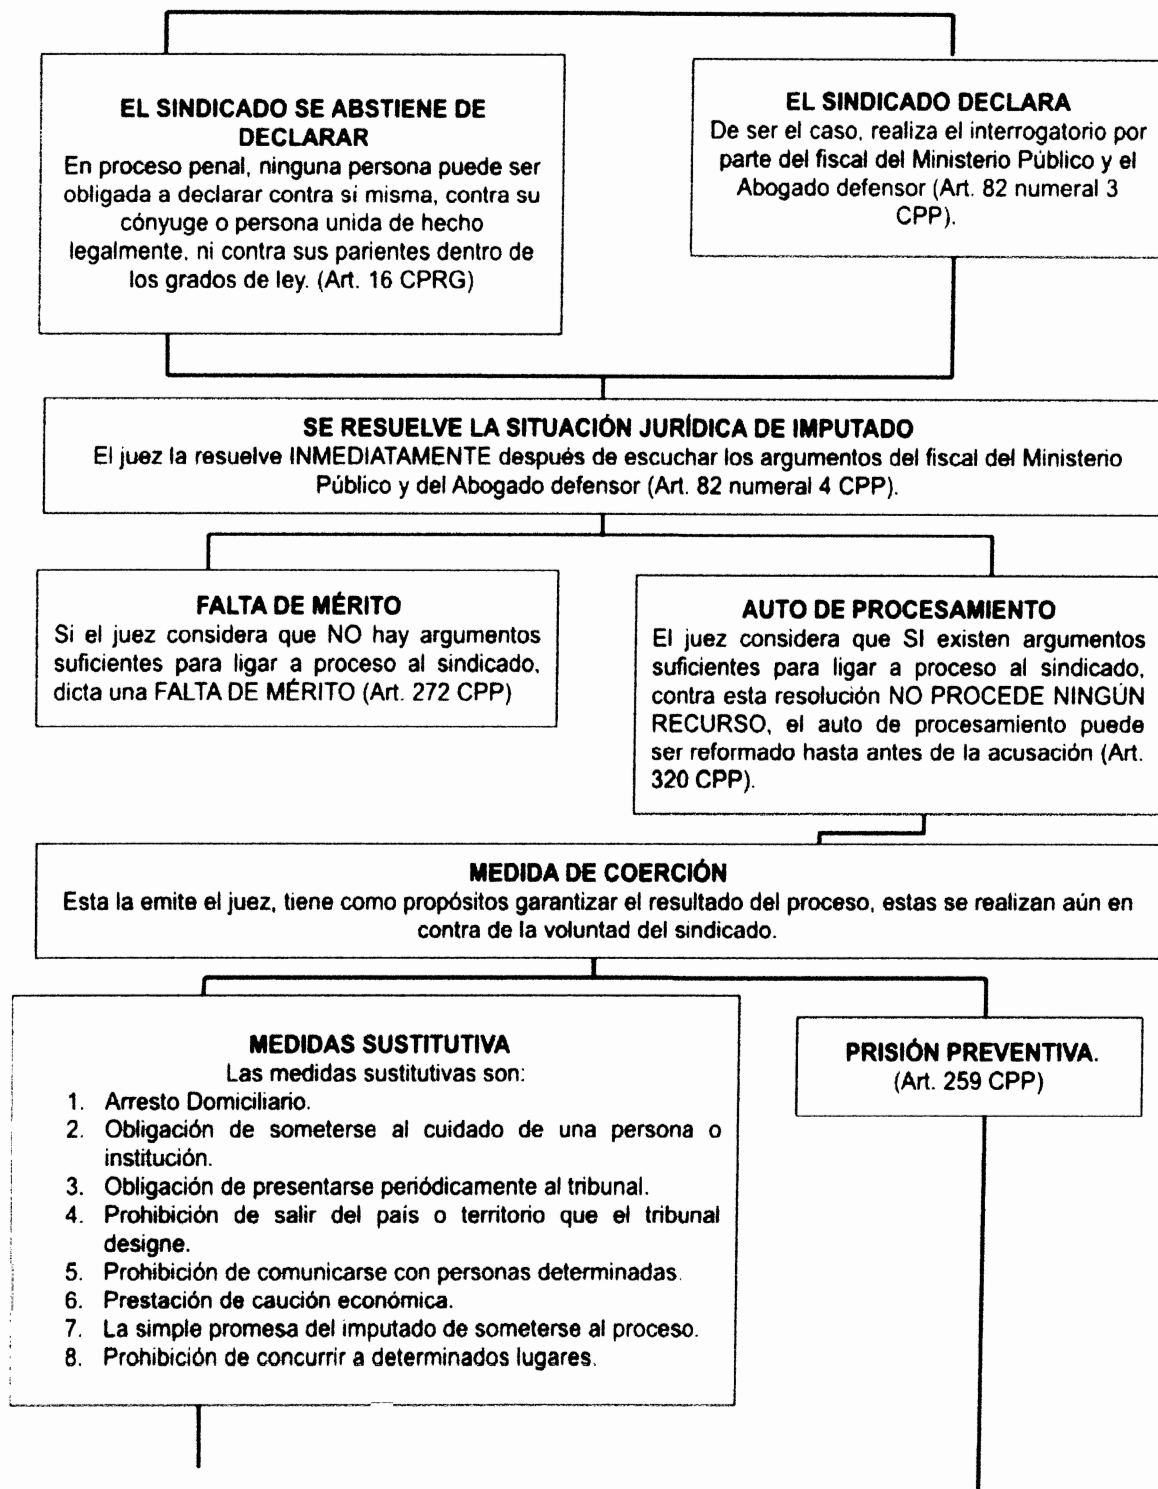 EL SINDICADO SE ABSTIENE DE
DECLARAR
En proceso penal, ninguna persona puede ser
obligada a declarar contra si misma, contra su
cónyuge o persona unida de hecho
legalmente, ni contra sus parientes dentro de
los grados de ley. (Art. 16 CPRG)
EL SINDICADO DECLARA
De ser el caso, realiza el interrogatorio por
parte del fiscal del Ministerio Público y el
Abogado defensor (Art. 82 numeral 3
CPP).
SE RESUELVE LA SITUACIÓN JURÍDICA DE IMPUTADO
El juez la resuelve INMEDIATAMENTE después de escuchar los argumentos del fiscal del Ministerio
Público y del Abogado defensor (Art. 82 numeral 4 CPP).
FALTA DE MÉRITO
Si el juez considera que NO hay argumentos
suficientes para ligar a proceso al sindicado,
dicta una FALTA DE MÉRITO (Art. 272 CPP)
AUTO DE PROCESAMIENTO
El juez considera que SI existen argumentos
suficientes para ligar a proceso al sindicado,
contra esta resolución NO PROCEDE NINGÚN
RECURSO, el auto de procesamiento puede
ser reformado hasta antes de la acusación (Art.
320 CPP).
MEDIDA DE COERCIÓN
Esta la emite el juez, tiene como propósitos garantizar el resultado del proceso, estas se realizan aún en
contra de la voluntad del sindicado.
MEDIDAS SUSTITUTIVA
Las medidas sustitutivas son:
1. Arresto Domiciliario.
2. Obligación de someterse al cuidado de una persona o
institución.
3. Obligación de presentarse periódicamente al tribunal.
4. Prohibición de salir del país o territorio que el tribunal
designe.
5. Prohibición de comunicarse con personas determinadas.
6. Prestación de caución económica.
7. La simple promesa del imputado de someterse al proceso.
8. Prohibición de concurrir a determinados lugares.
PRISIÓN PREVENTIVA.
(Art. 259 CPP)